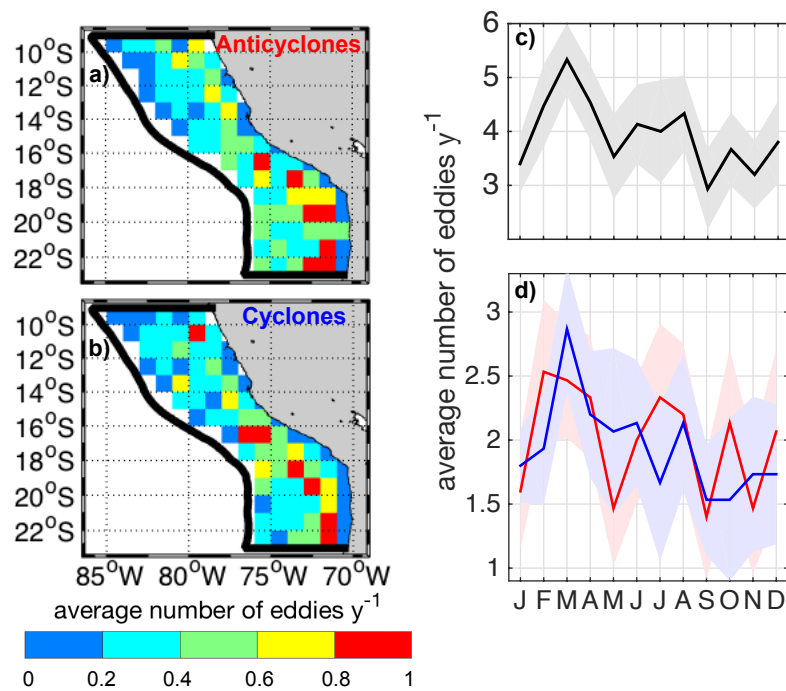 Anticyclones
a)
10°S
12°S
14°S
16°S
18°S
20°S
22°S
Cyclones
b)
10°S
12°S
14°S
16°S
18°S
20°S
22°S
85°W 80°W 75°W 70°W
average number of eddies y⁻¹
0 0.2 0.4 0.6 0.8 1
c)
6
5
4
3
average number of eddies y⁻¹
d)
3
2.5
2
1.5
1
J F M A M J J A S O N D